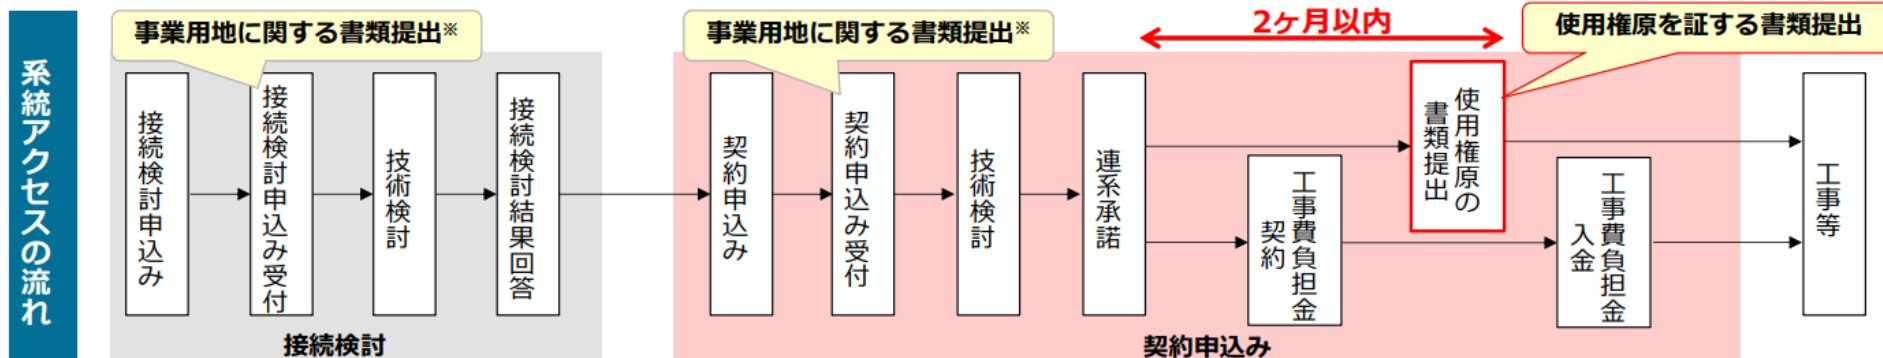 系統アクセスの流れ
事業用地に関する書類提出※
接続検討申込み
接続検討申込み受付
技術検討
接続検討結果回答
接続検討
事業用地に関する書類提出※
2ヶ月以内
使用権原を証する書類提出
契約申込み
契約申込み受付
技術検討
連系承諾
使用権原の
書類提出
工事費負担金
契約
工事費負担金
入金
契約申込み
工事等